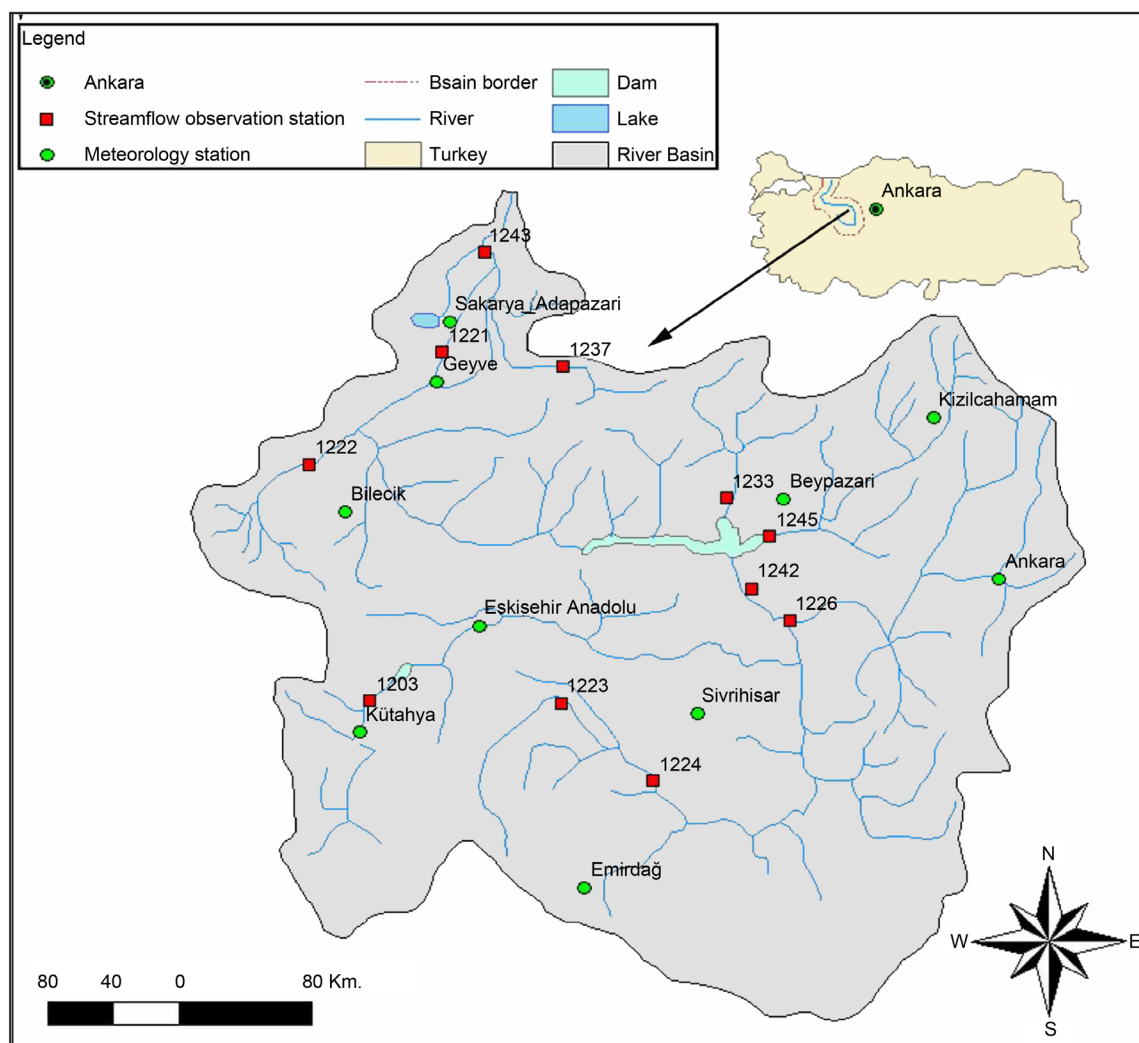 Legend
Ankara
Bsain border
Dam
Streamflow observation station
River
Lake
Meteorology station
Turkey
River Basin
Ankara
1243
Sakarya_Adapazari
1221
Geyve
1237
Kizilcahamam
1222
Bilecik
1233
Beypazari
1245
1242
Ankara
1226
Eskisehir Anadolu
1203
Kütahya
1223
Sivrihisar
1224
Emirdağ
N
W
E
S
80 40 0 80 Km.